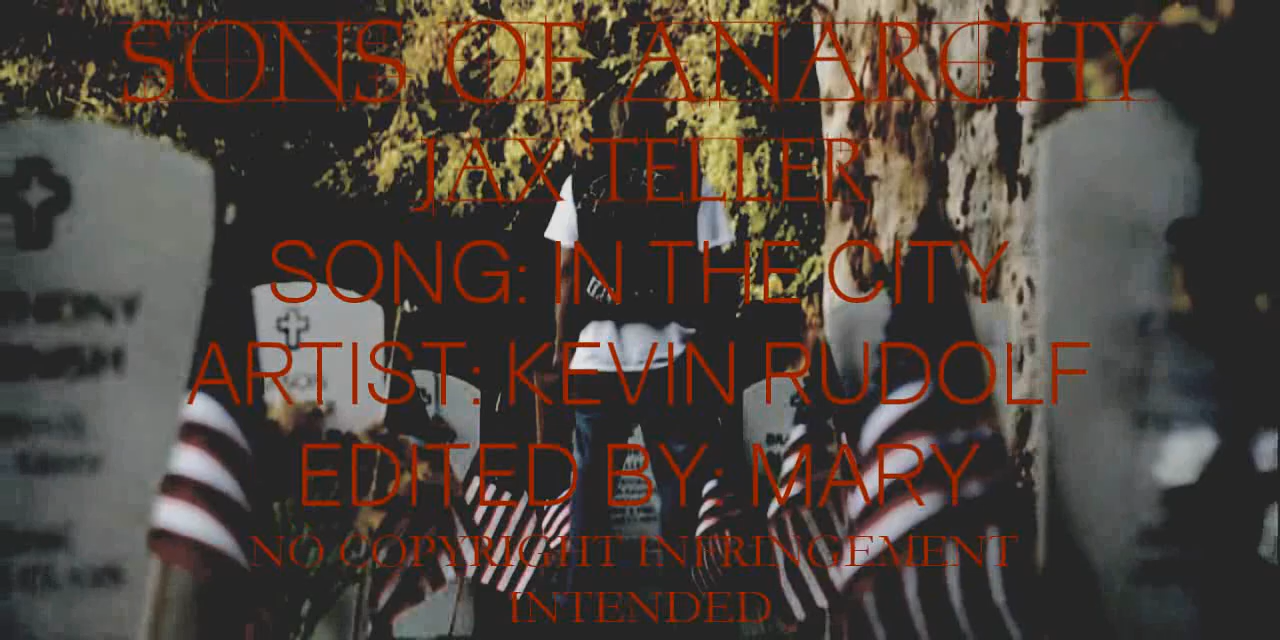 SONS OF ANARCHY
JAX TELLER
SONG: IN THE CITY
ARTIST: KEVIN RUDOLF
EDITED BY: MARY
NO COPYRIGHT INFRINGEMENT
INTENDED